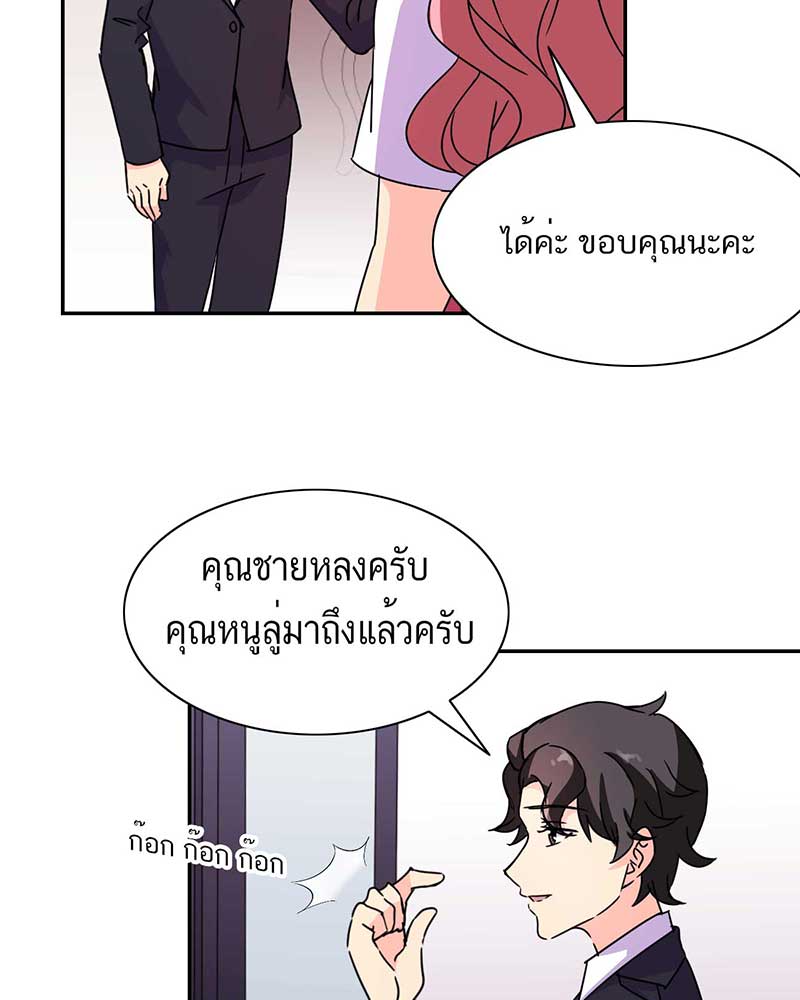 ได้ค่ะ ขอบคุณนะคะ
คุณชายหลงครับ
คุณหนูลู่มาถึงแล้วครับ
ก๊อก ก๊อก ก๊อก